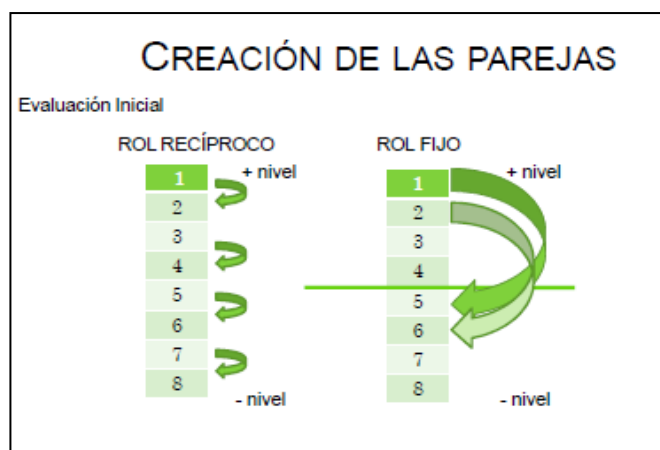 CREACIÓN DE LAS PAREJAS
Evaluación Inicial
ROL RECÍPROCO
+ nivel
1
2
3
4
5
6
7
8
- nivel
ROL FIJO
+ nivel
1
2
3
4
5
6
7
8
- nivel